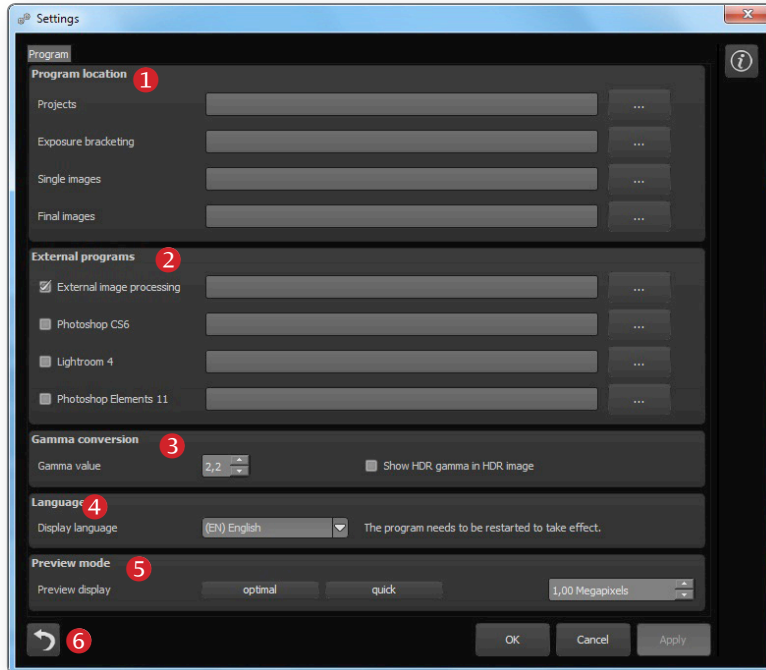 Settings
Program
Program location 1
Projects ...
Exposure bracketing ...
Single images ...
Final images ...
External programs 2
External image processing ...
Photoshop CS6 ...
Lightroom 4 ...
Photoshop Elements 11 ...
Gamma conversion 3
Gamma value 2,2 Show HDR gamma in HDR image
Language 4
Display language (EN) English The program needs to be restarted to take effect.
Preview mode 5
Preview display optimal quick 1,00 Megapixels
6 OK Cancel Apply